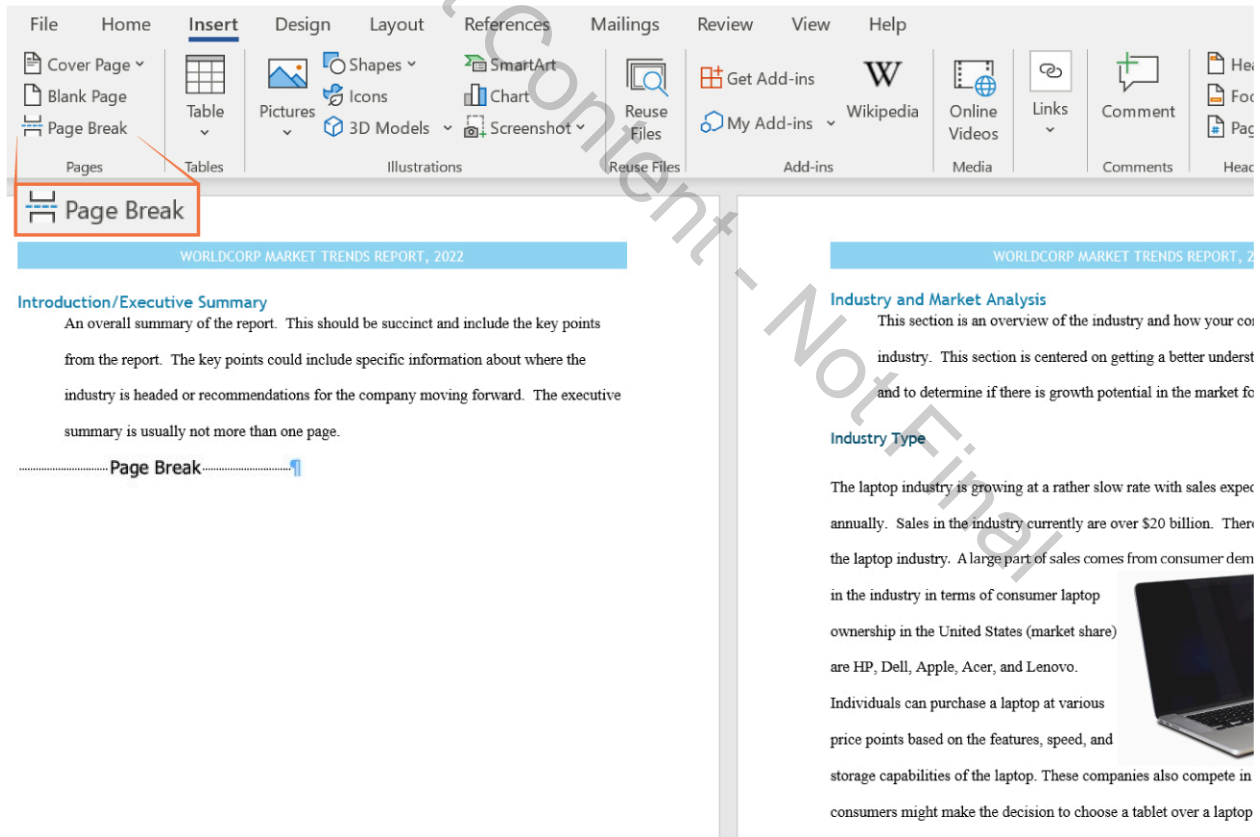 File Home Insert Design Layout References Mailings Review View Help
Cover Page
Blank Page
Page Break
Pages
Table
Tables
Pictures
Shapes
Icons
3D Models
SmartArt
Chart
Screenshot
Illustrations
Reuse
Files
Reuse Files
Get Add-ins
My Add-ins
W
Wikipedia
Add-ins
Online
Videos
Media
Links
Comment
Comments
Page Break
WORLDCORP MARKET TRENDS REPORT, 2022
Introduction/Executive Summary
An overall summary of the report. This should be succinct and include the key points
from the report. The key points could include specific information about where the
industry is headed or recommendations for the company moving forward. The executive
summary is usually not more than one page.
Page Break ¶
WORLDCORP MARKET TRENDS REPORT,
Industry and Market Analysis
This section is an overview of the industry and how your
industry. This section is centered on getting a better
and to determine if there is growth potential in the market
Industry Type
The laptop industry is growing at a rather slow rate with sales
annually. Sales in the industry currently are over $20 billion.
the laptop industry. A large part of sales comes from consumer
in the industry in terms of consumer laptop
ownership in the United States (market share)
are HP, Dell, Apple, Acer, and Lenovo.
Individuals can purchase a laptop at various
price points based on the features, speed, and
storage capabilities of the laptop. These companies also compete in
consumers might make the decision to choose a tablet over a laptop
Content - Not Final